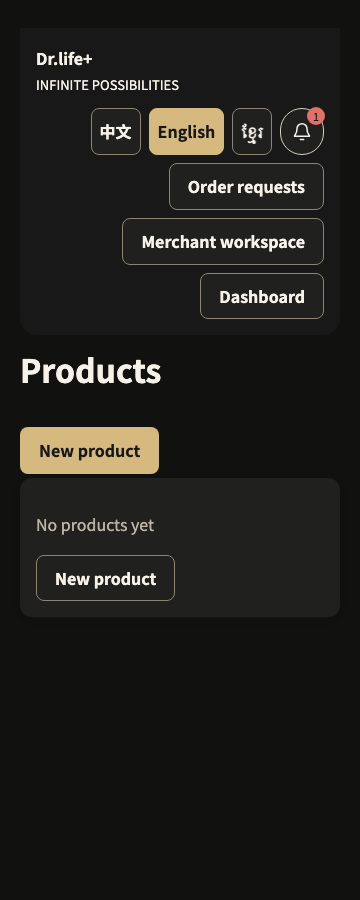 Dr.life+
INFINITE POSSIBILITIES
中文 English ខ្មែរ 1
Order requests
Merchant workspace
Dashboard
Products
New product
No products yet
New product